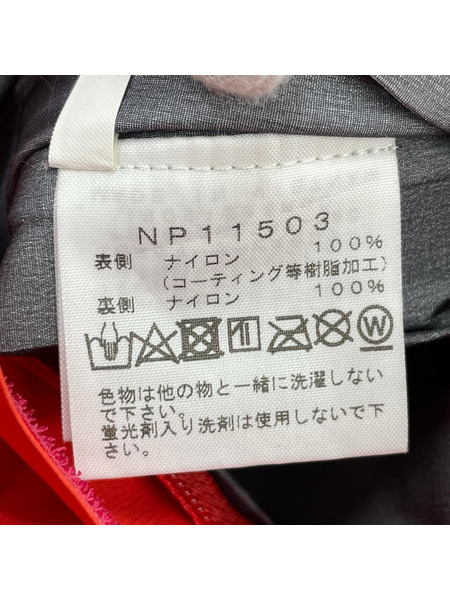 NP11503
表側 ナイロン 100%
(コーティング等樹脂加工)
裏側 ナイロン 100%
W
色物は他の物と一緒に洗濯しない
で下さい。
蛍光剤入り洗剤は使用しないで下
さい。